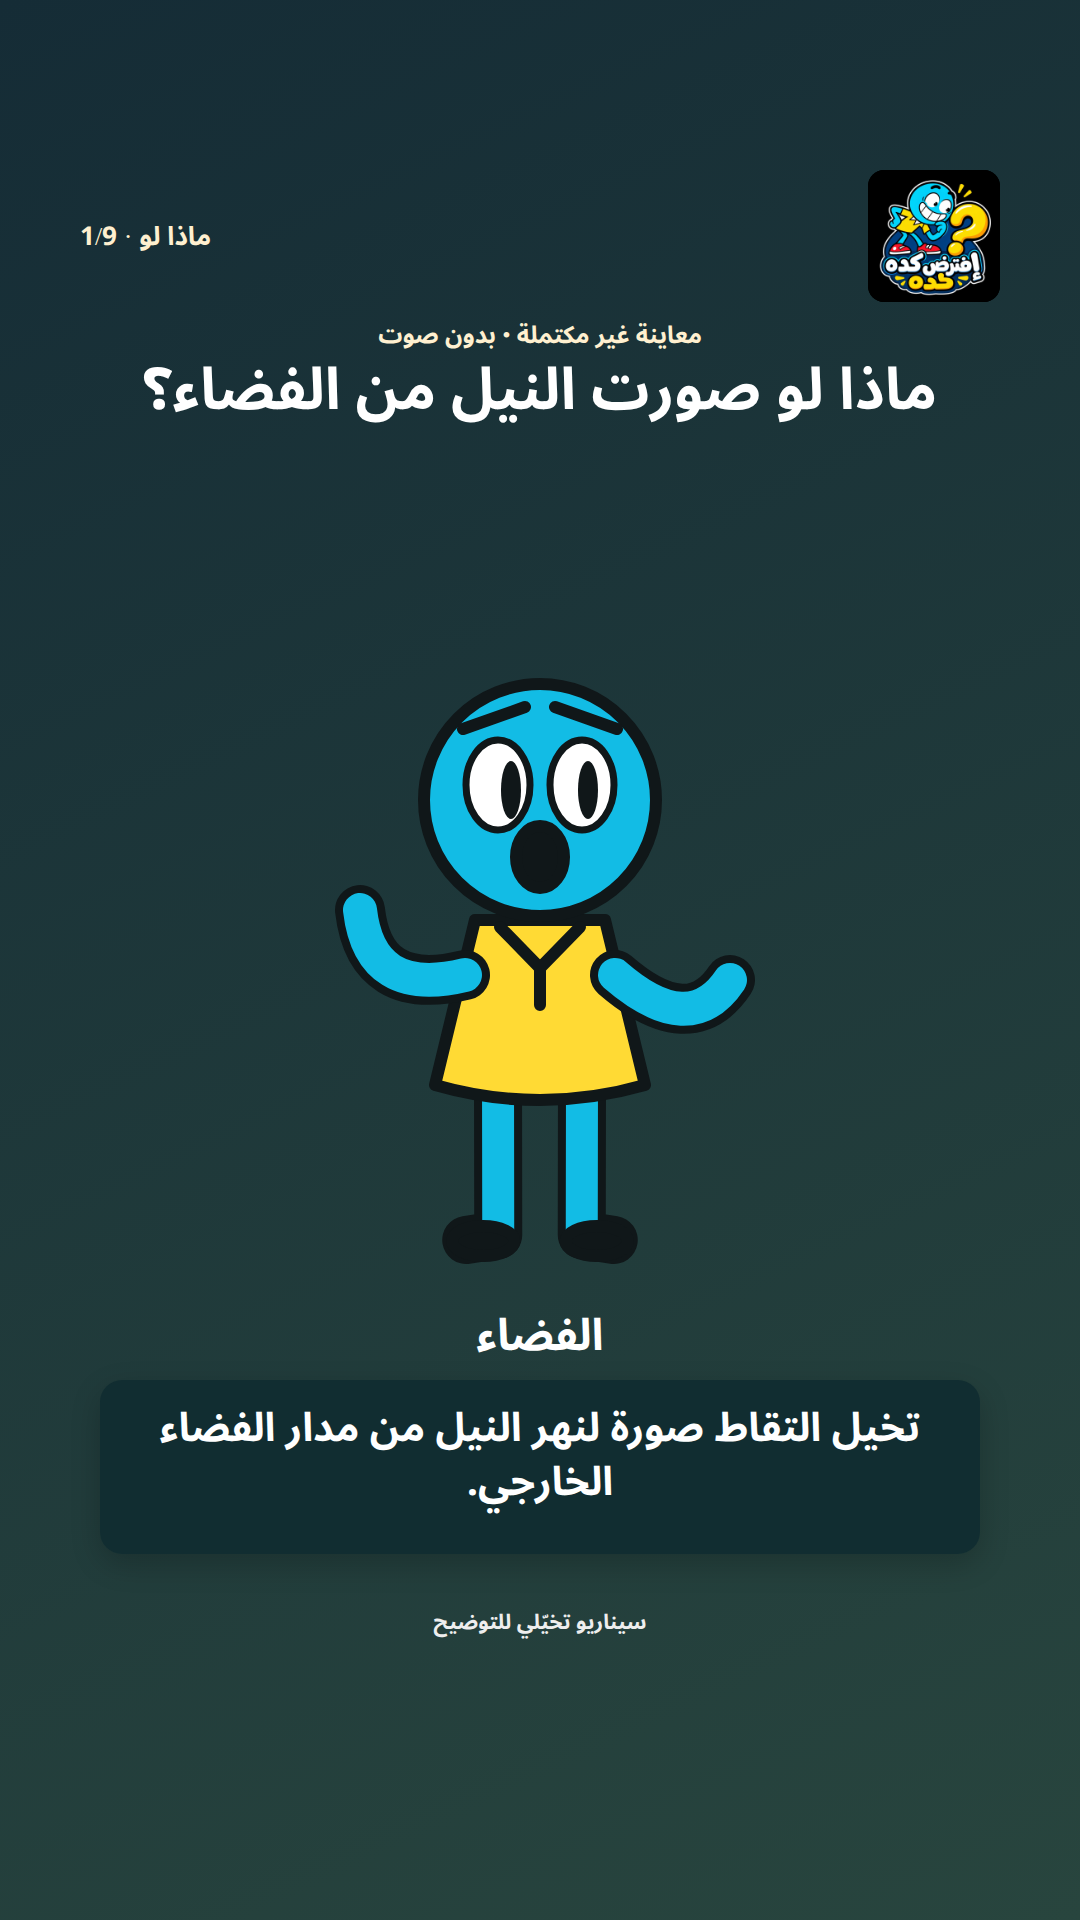 إفترض كده
كده
ماذا لو · 1/9
معاينة غير مكتملة • بدون صوت
ماذا لو صورت النيل من الفضاء؟
الفضاء
تخيل التقاط صورة لنهر النيل من مدار الفضاء
الخارجي.
سيناريو تخيّلي للتوضيح